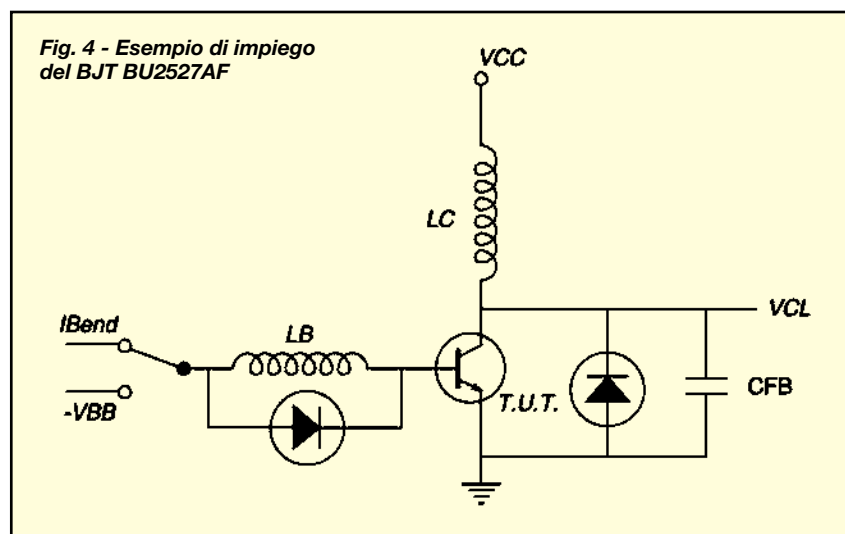 Fig. 4 - Esempio di impiego
del BJT BU2527AF
VCC
LC
VCL
IBend
LB
-VBB
T.U.T.
CFB